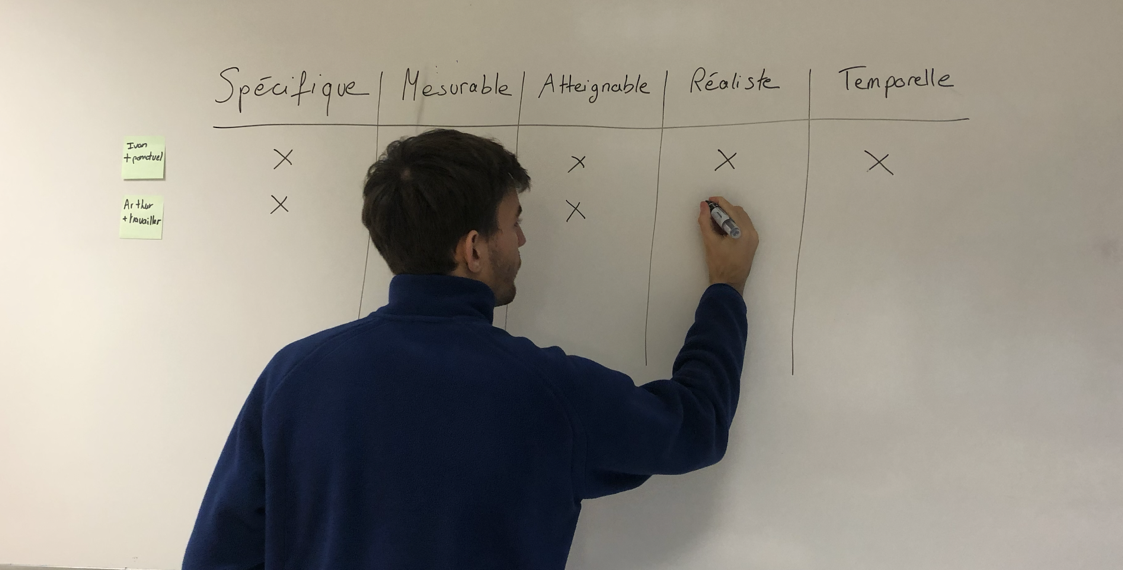 Spécifique Mesurable Atteignable Réaliste Temporelle
Ivan
+ ponctuel
X X X X
Arthur
+ travailler
X X